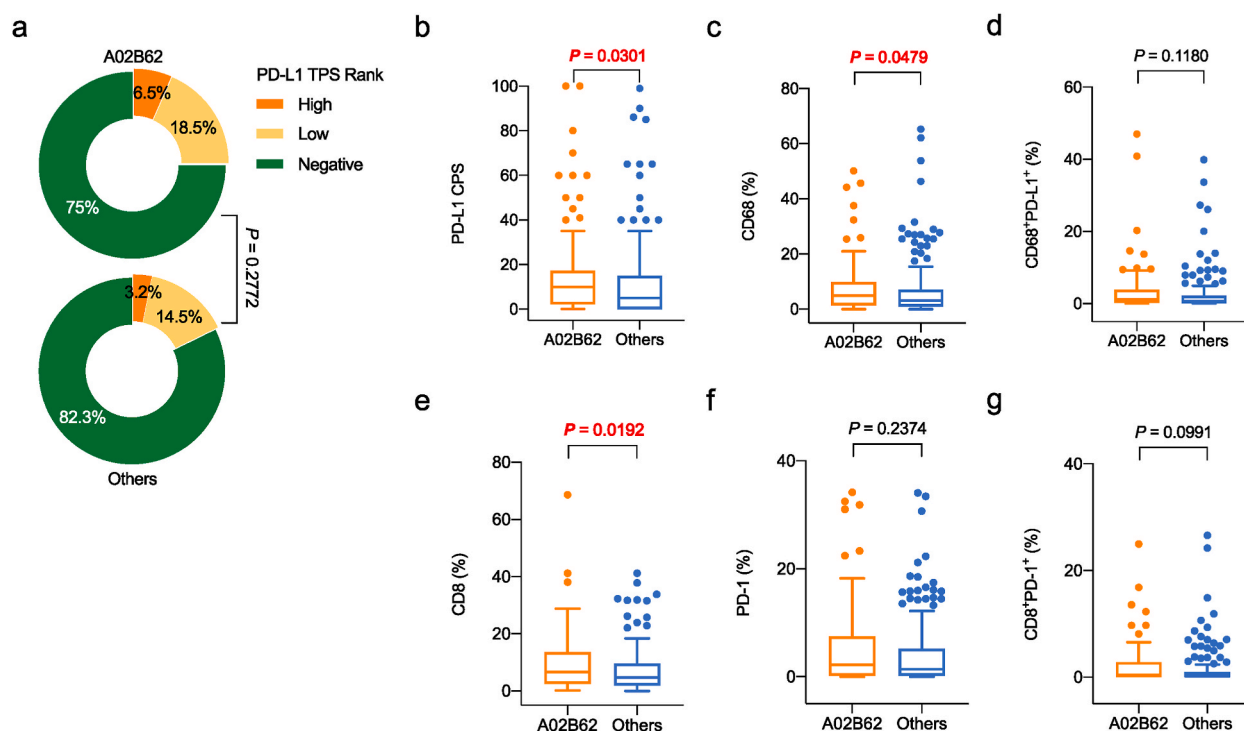 a
A02B62
PD-L1 TPS Rank
High
Low
Negative
6.5%
18.5%
75%
P = 0.2772
3.2%
14.5%
82.3%
Others
b
P = 0.0301
PD-L1 CPS
100
80
60
40
20
0
A02B62 Others
c
P = 0.0479
CD68 (%)
80
60
40
20
0
A02B62 Others
d
P = 0.1180
CD68⁺PD-L1⁺ (%)
60
40
20
0
A02B62 Others
e
P = 0.0192
CD8 (%)
80
60
40
20
0
A02B62 Others
f
P = 0.2374
PD-1 (%)
40
20
0
A02B62 Others
g
P = 0.0991
CD8⁺PD-1⁺ (%)
40
20
0
A02B62 Others